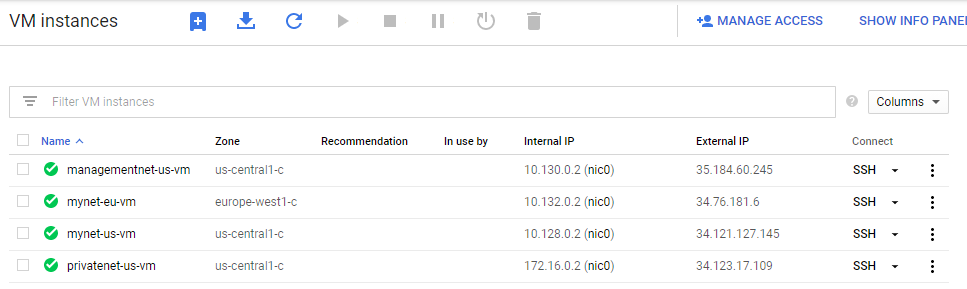 VM instances MANAGE ACCESS SHOW INFO PANEL
Filter VM instances Columns
Name Zone Recommendation In use by Internal IP External IP Connect
managementnet-us-vm us-central1-c 10.130.0.2 (nic0) 35.184.60.245 SSH
mynet-eu-vm europe-west1-c 10.132.0.2 (nic0) 34.76.181.6 SSH
mynet-us-vm us-central1-c 10.128.0.2 (nic0) 34.121.127.145 SSH
privatenet-us-vm us-central1-c 172.16.0.2 (nic0) 34.123.17.109 SSH